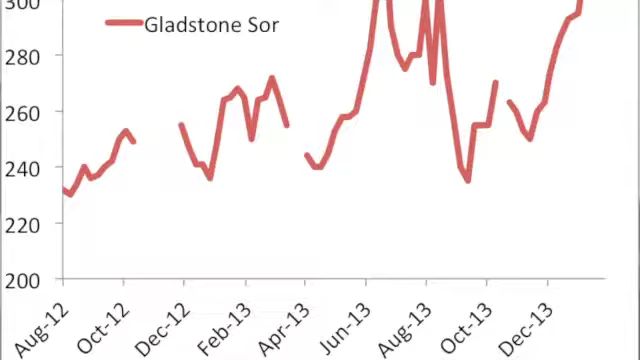 300
Gladstone Sor
280
260
240
220
200
Aug-12
Oct-12
Dec-12
Feb-13
Apr-13
Jun-13
Aug-13
Oct-13
Dec-13